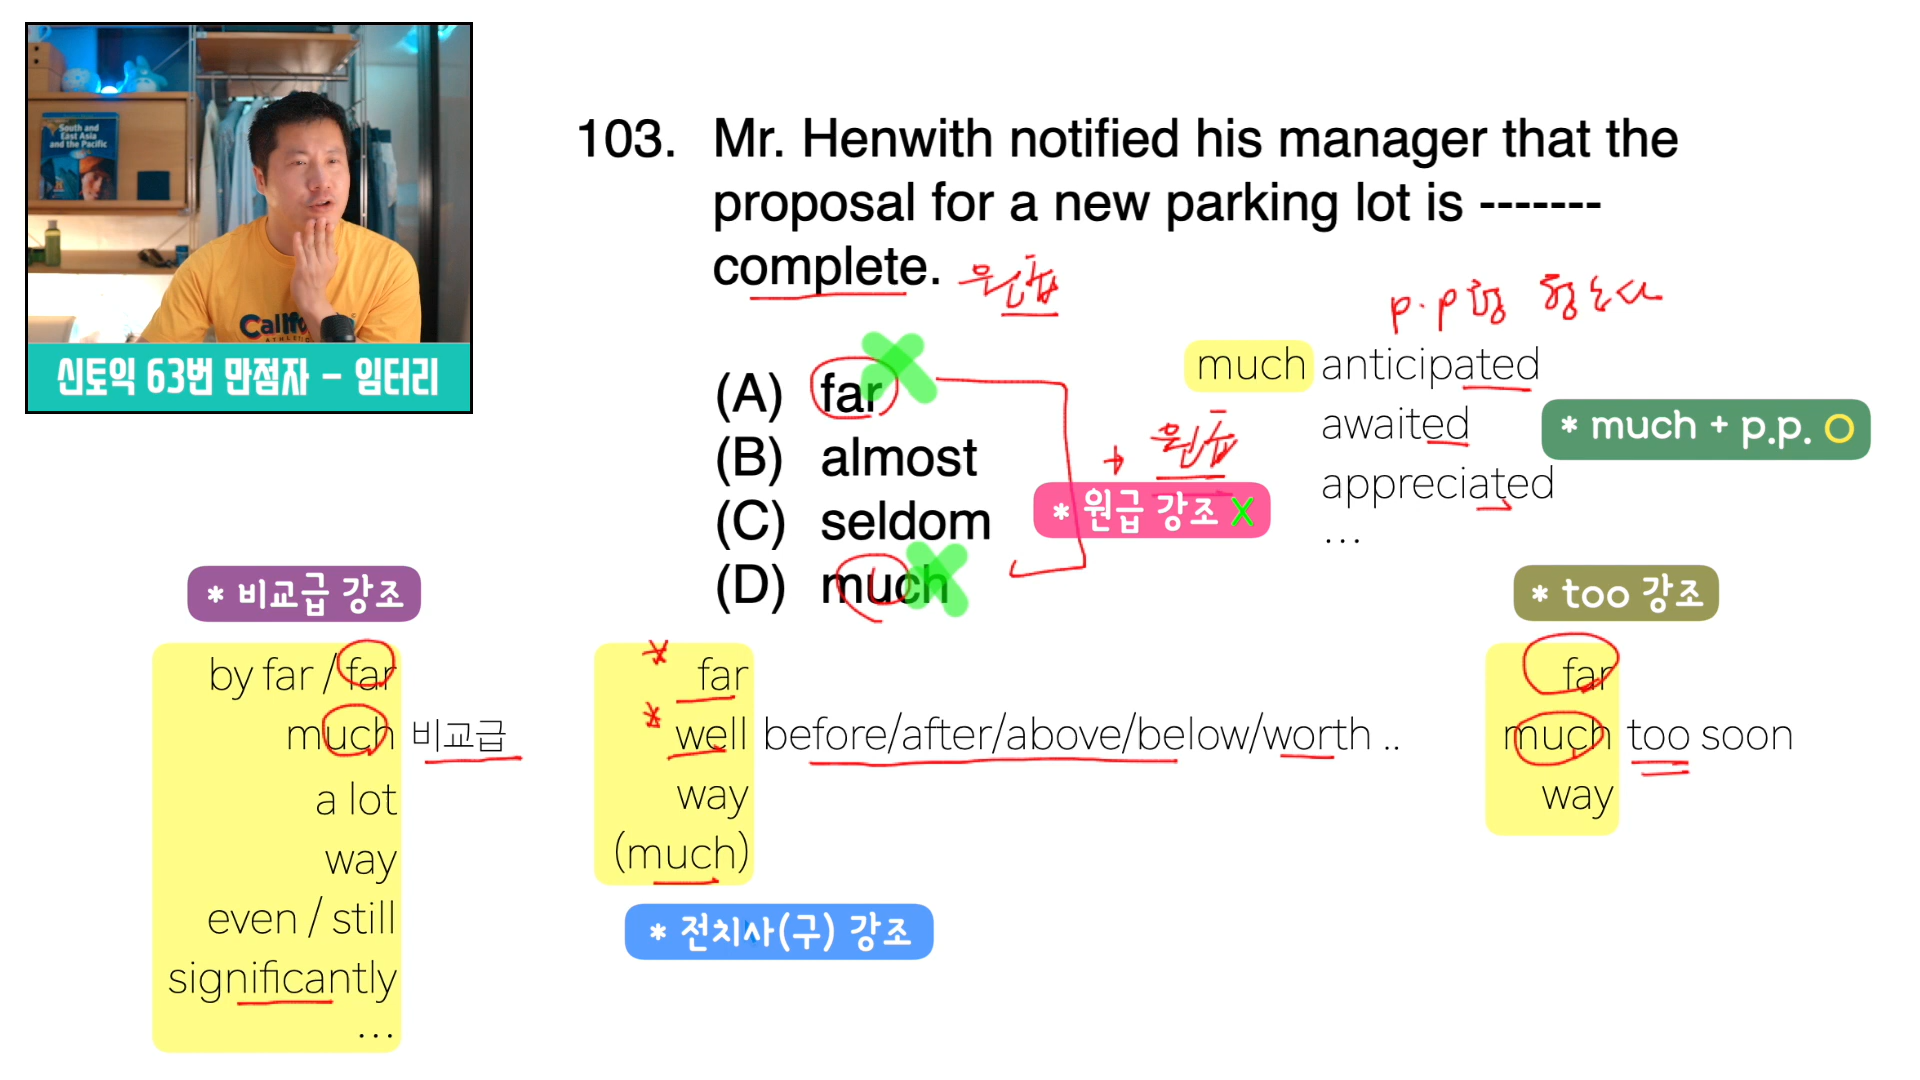 South and
East Asia
and the Pacific
Califo
ATHLETIC
신토익 63번 만점자 - 임터리
103. Mr. Henwith notified his manager that the
proposal for a new parking lot is -------
complete. 원급
(A) far
(B) almost
(C) seldom
(D) much
+ 원급
* 원급 강조 X
p.p형 형용사
much anticipated
awaited
appreciated
...
* much + p.p. O
* 비교급 강조
by far / far
much 비교급
a lot
way
even / still
significantly
...
* far
* well before/after/above/below/worth ..
way
(much)
* 전치사(구) 강조
* too 강조
far
much too soon
way